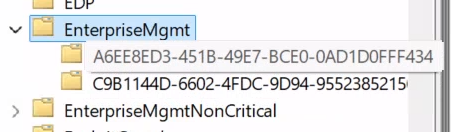 EDP
EnterpriseMgmt
A6EE8ED3-451B-49E7-BCE0-0AD1D0FFF434
C9B1144D-6602-4FDC-9D94-9552385215
EnterpriseMgmtNonCritical